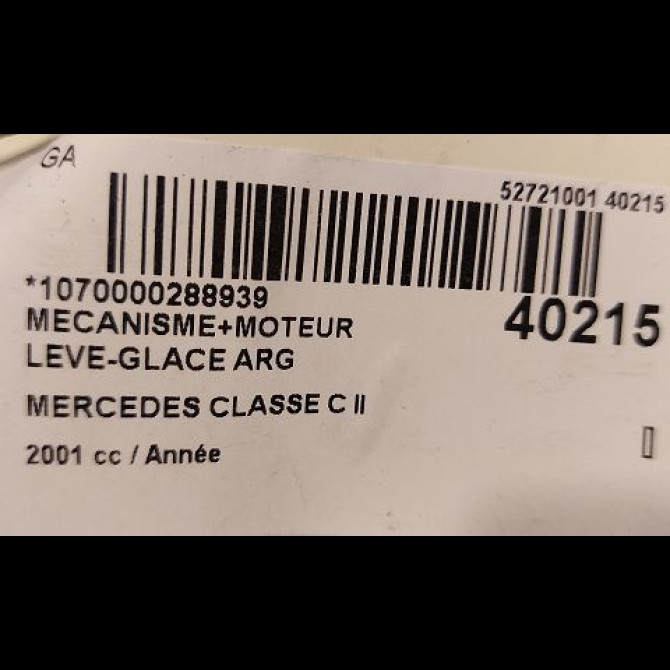 GA
52721001 40215
*1070000288939
40215
MECANISME+MOTEUR
LEVE-GLACE ARG
MERCEDES CLASSE C II
2001 cc / Année